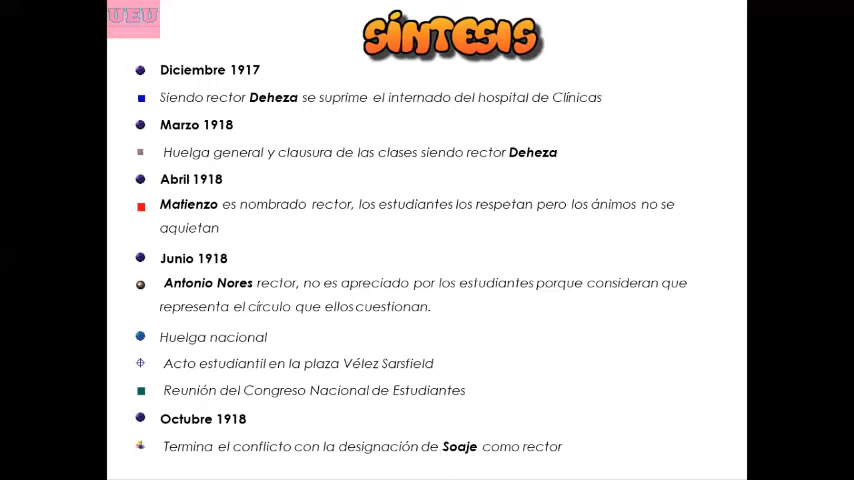 UEU
SÍNTESIS
Diciembre 1917
Siendo rector Deheza se suprime el internado del hospital de Clínicas
Marzo 1918
Huelga general y clausura de las clases siendo rector Deheza
Abril 1918
Matienzo es nombrado rector, los estudiantes los respetan pero los ánimos no se
aquietan
Junio 1918
Antonio Nores rector, no es apreciado por los estudiantes porque consideran que
representa el círculo que ellos cuestionan.
Huelga nacional
Acto estudiantil en la plaza Vélez Sarsfield
Reunión del Congreso Nacional de Estudiantes
Octubre 1918
Termina el conflicto con la designación de Soaje como rector